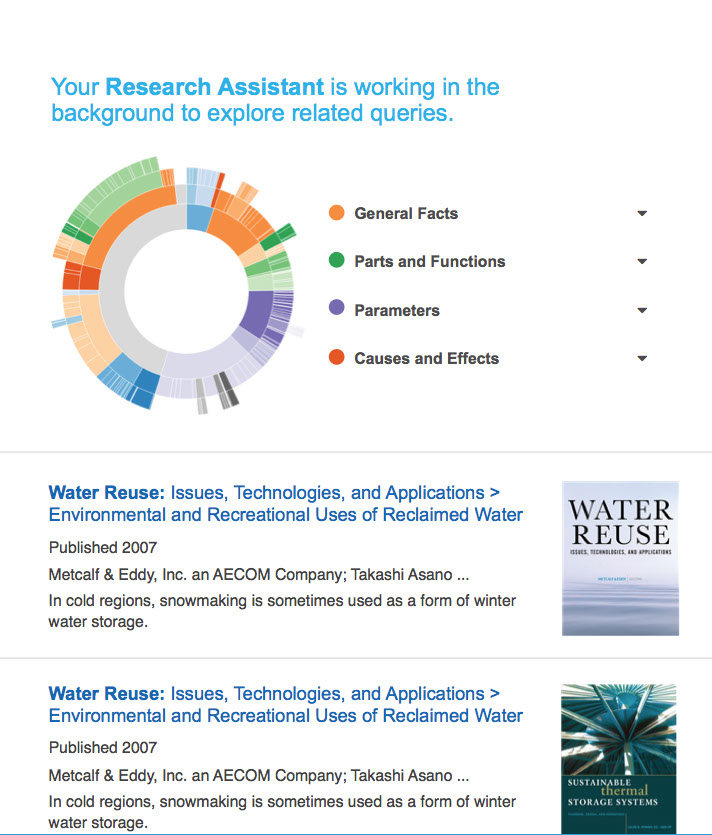 Your Research Assistant is working in the
background to explore related queries.
General Facts
Parts and Functions
Parameters
Causes and Effects
Water Reuse: Issues, Technologies, and Applications >
Environmental and Recreational Uses of Reclaimed Water
Published 2007
Metcalf & Eddy, Inc. an AECOM Company; Takashi Asano ...
In cold regions, snowmaking is sometimes used as a form of winter
water storage.
WATER
REUSE
ISSUES, TECHNOLOGIES, AND APPLICATIONS
METCALF & EDDY | AECOM
Water Reuse: Issues, Technologies, and Applications >
Environmental and Recreational Uses of Reclaimed Water
Published 2007
Metcalf & Eddy, Inc. an AECOM Company; Takashi Asano ...
In cold regions, snowmaking is sometimes used as a form of winter
water storage.
SUSTAINABLE
thermal
STORAGE SYSTEMS